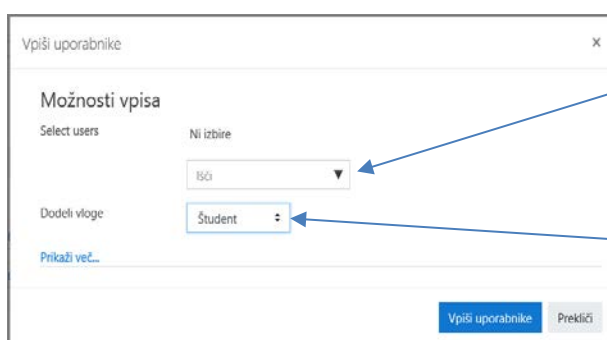 Vpiši uporabnike ×
Možnosti vpisa
Select users Ni izbire
Išči ▼
Dodeli vloge Študent
Prikaži več...
Vpiši uporabnike Prekliči